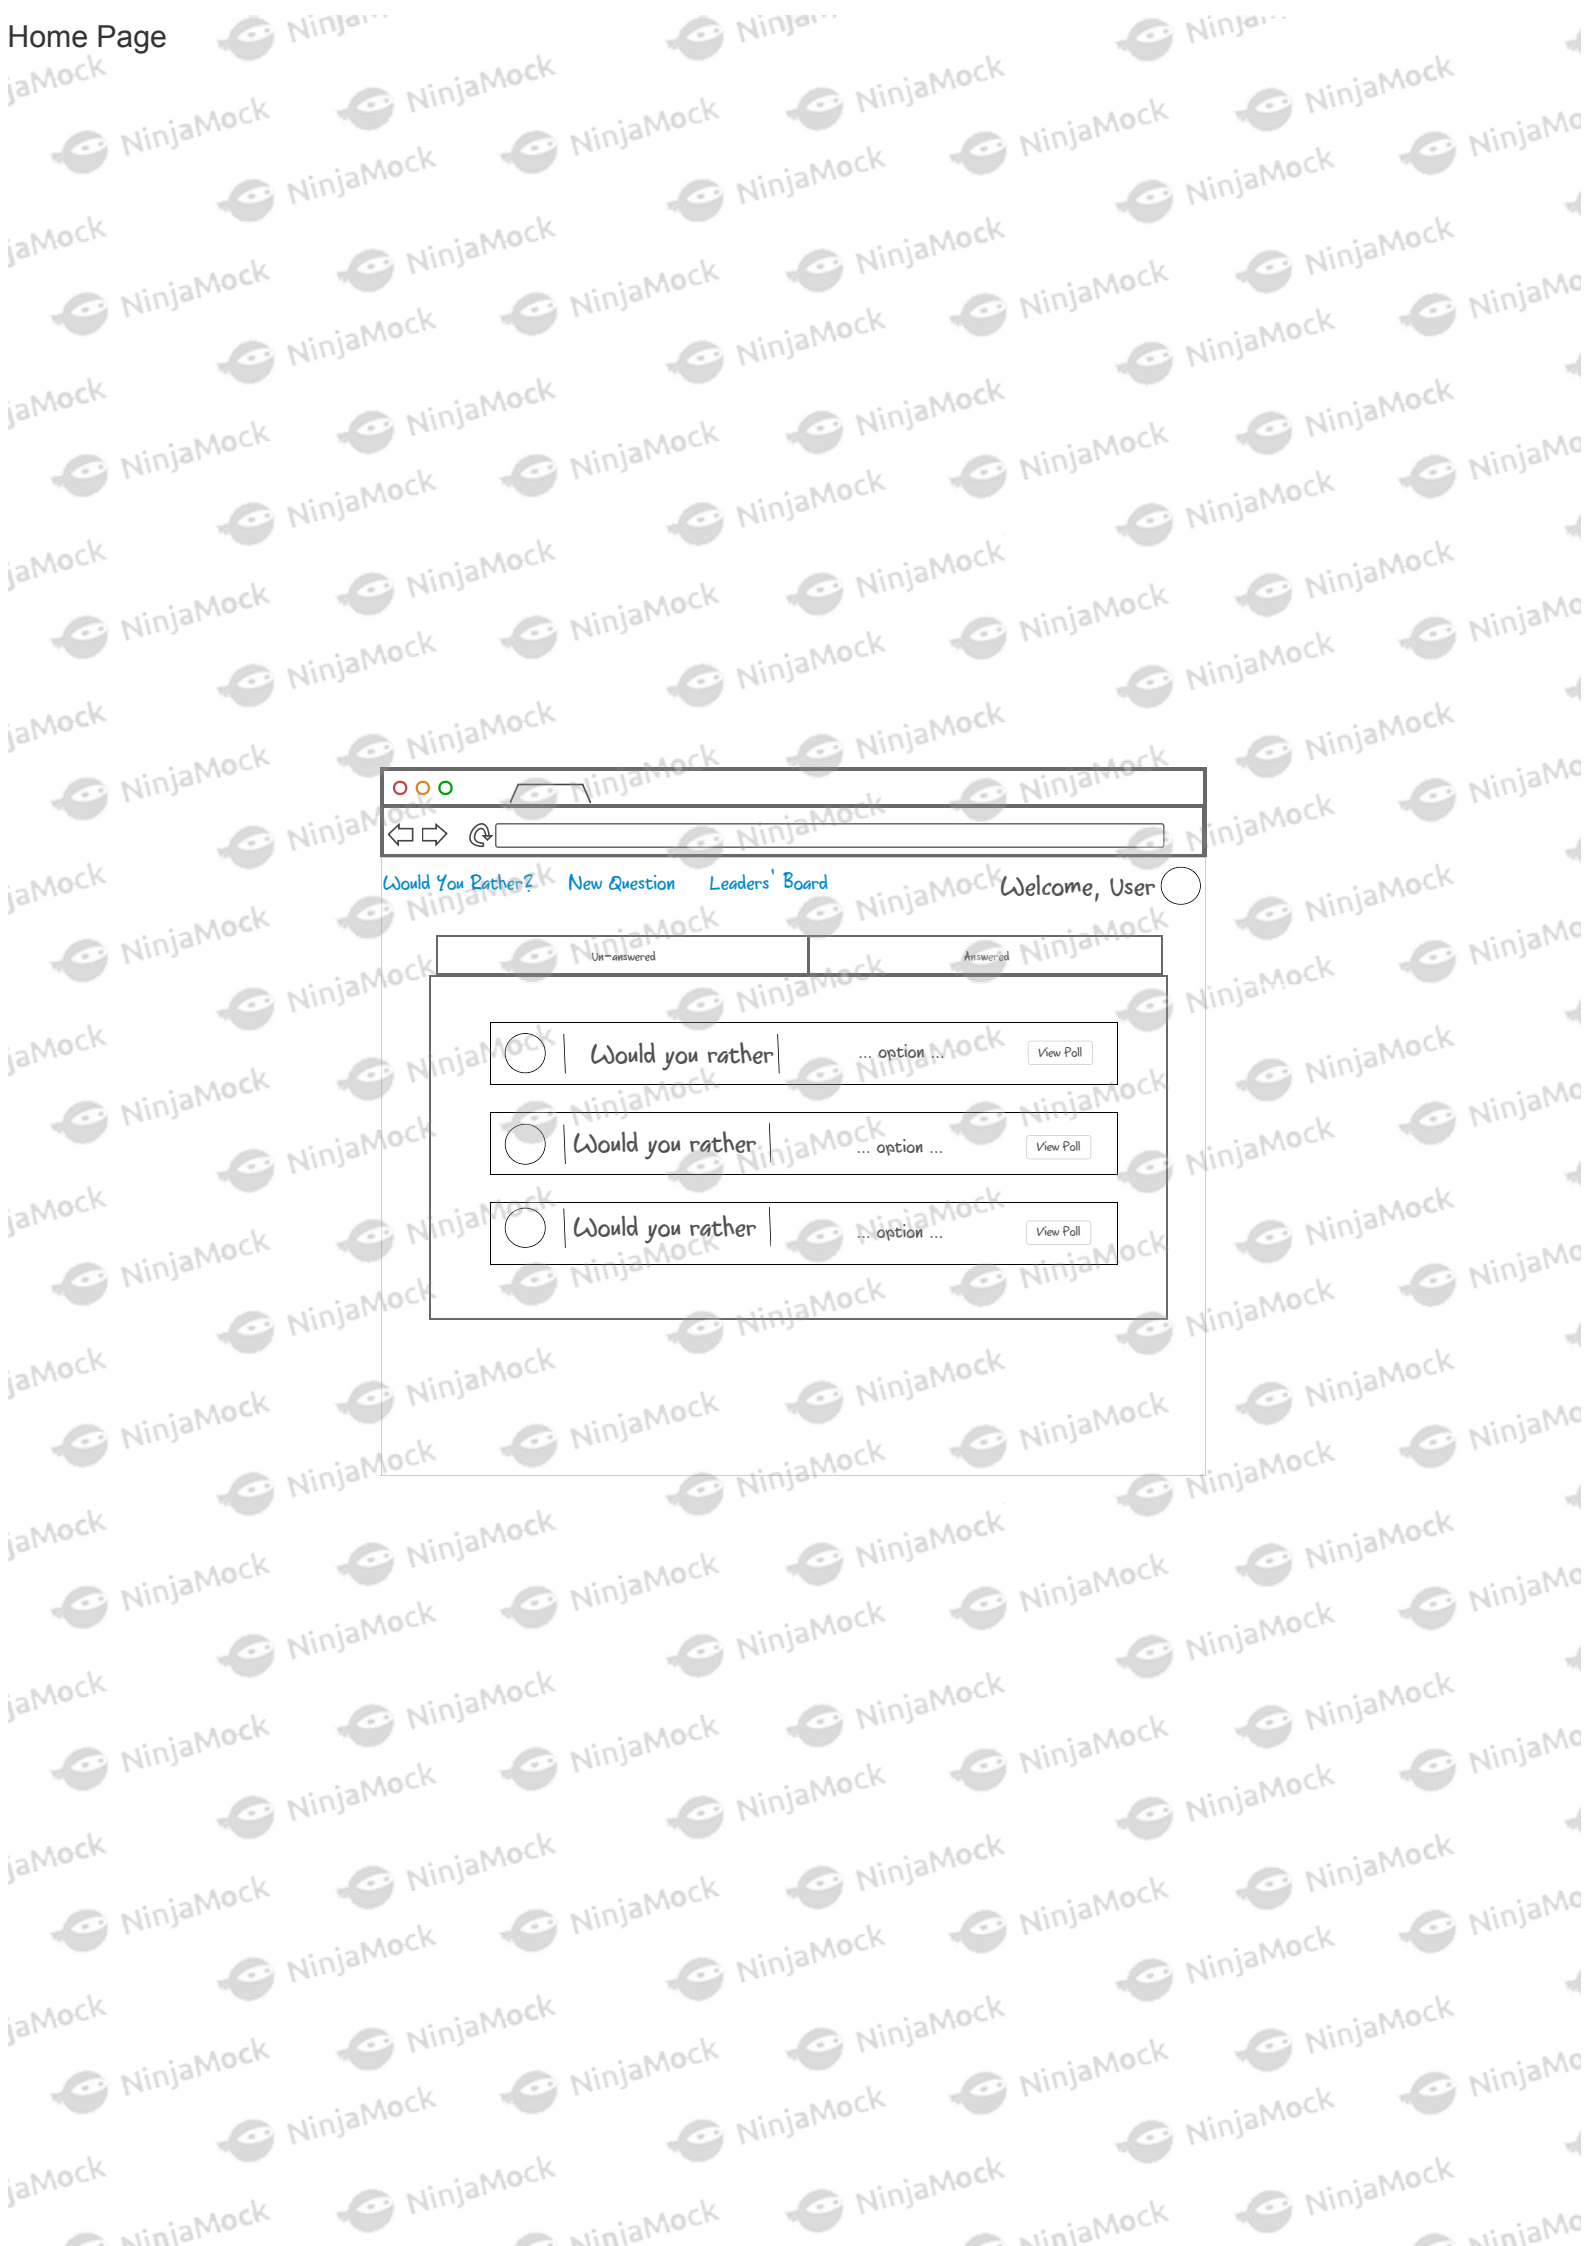 Home Page
Would You Rather? New Question Leaders' Board Welcome, User
Un-answered Answered
Would you rather ... option ... View Poll
Would you rather ... option ... View Poll
Would you rather ... option ... View Poll
NinjaMock